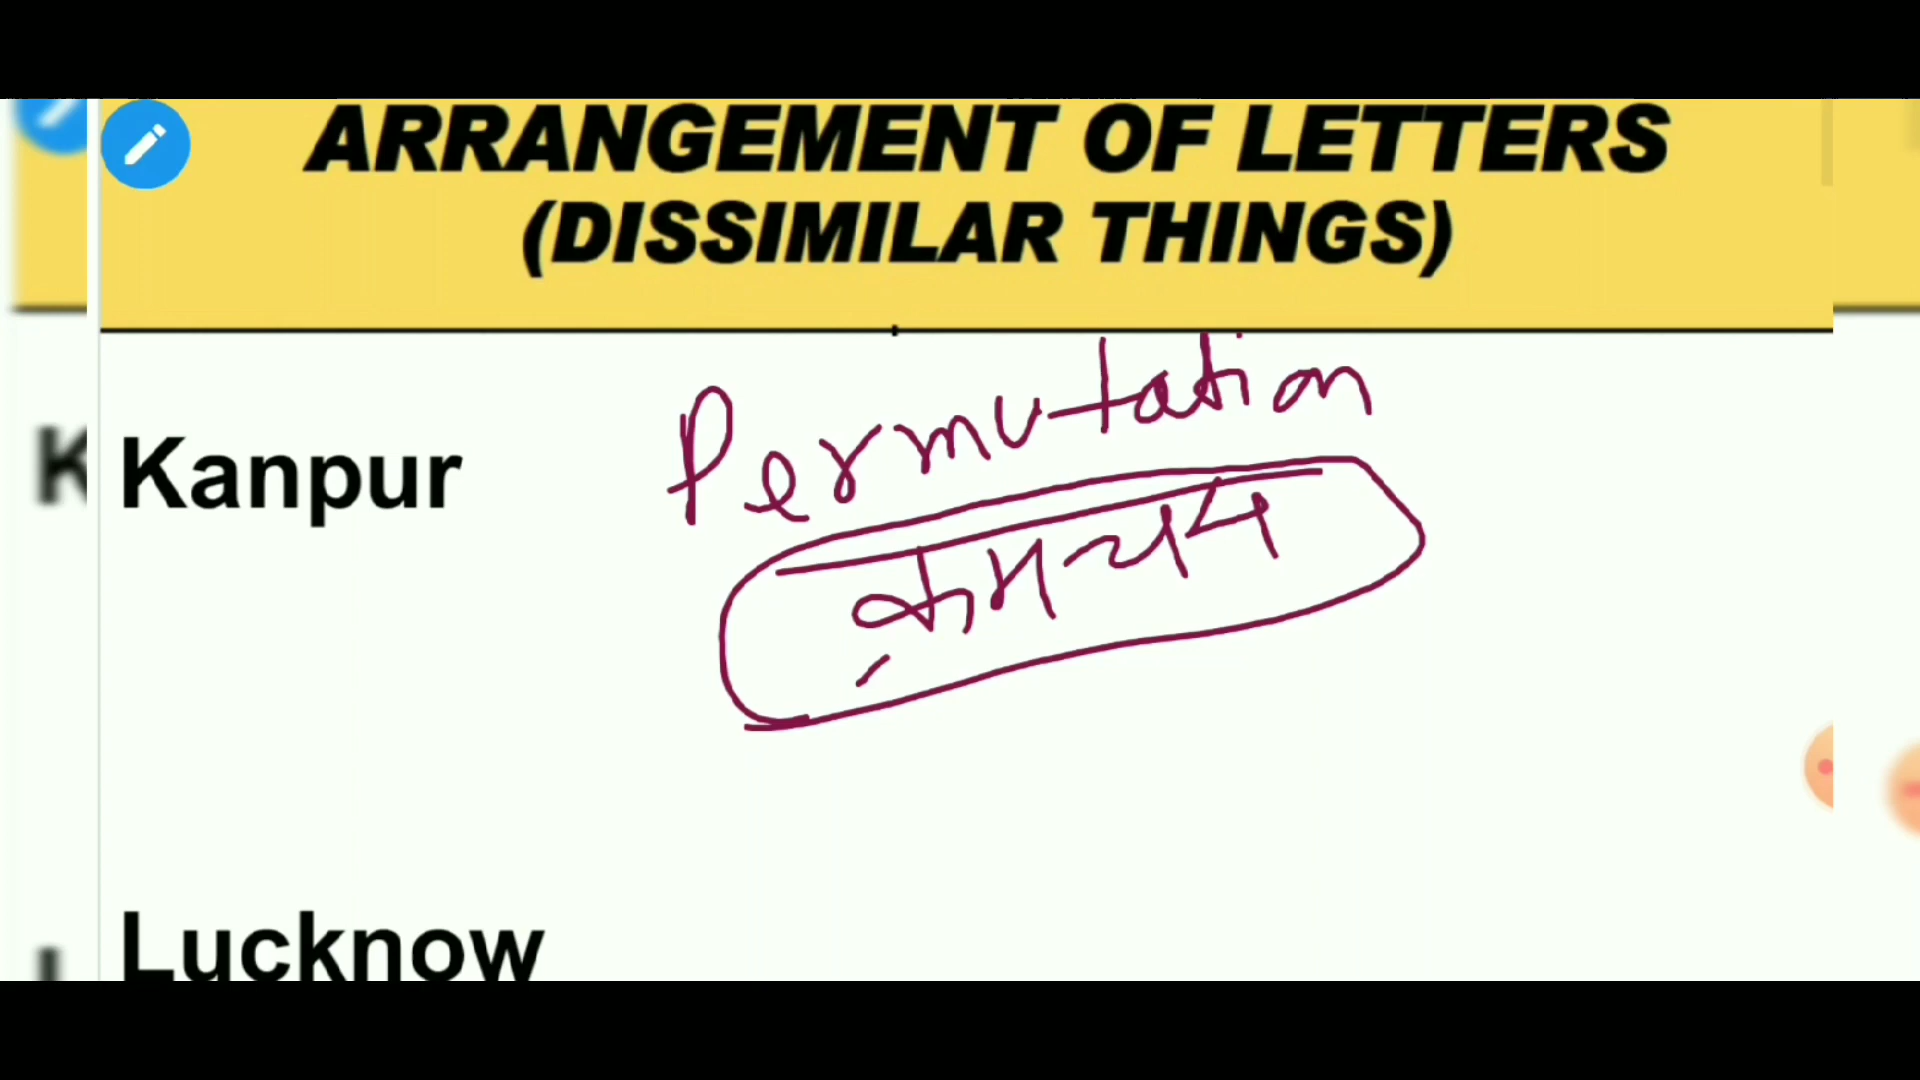 ARRANGEMENT OF LETTERS
(DISSIMILAR THINGS)
Kanpur
Permutation
क्रमचय
Lucknow